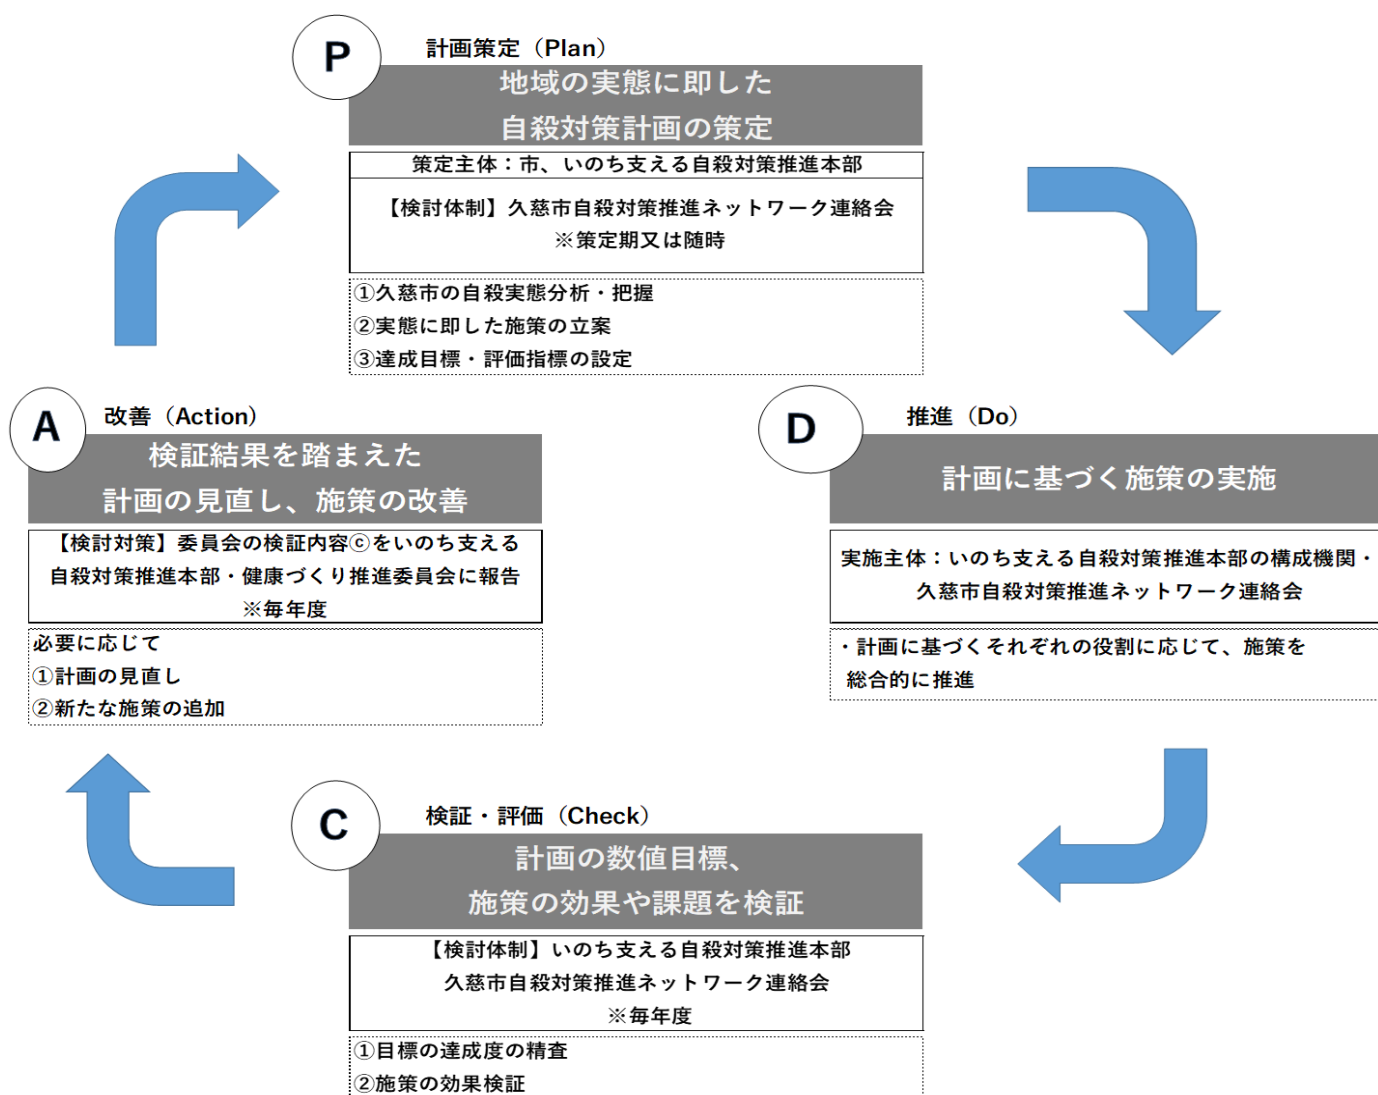 P
計画策定（Plan）
地域の実態に即した
自殺対策計画の策定
策定主体：市、いのち支える自殺対策推進本部
【検討体制】久慈市自殺対策推進ネットワーク連絡会
※策定期又は随時
①久慈市の自殺実態分析・把握
②実態に即した施策の立案
③達成目標・評価指標の設定
D
推進（Do）
計画に基づく施策の実施
実施主体：いのち支える自殺対策推進本部の構成機関・
久慈市自殺対策推進ネットワーク連絡会
・計画に基づくそれぞれの役割に応じて、施策を
総合的に推進
C
検証・評価（Check）
計画の数値目標、
施策の効果や課題を検証
【検討体制】いのち支える自殺対策推進本部
久慈市自殺対策推進ネットワーク連絡会
※毎年度
①目標の達成度の精査
②施策の効果検証
A
改善（Action）
検証結果を踏まえた
計画の見直し、施策の改善
【検討対策】委員会の検証内容ⓒをいのち支える
自殺対策推進本部・健康づくり推進委員会に報告
※毎年度
必要に応じて
①計画の見直し
②新たな施策の追加